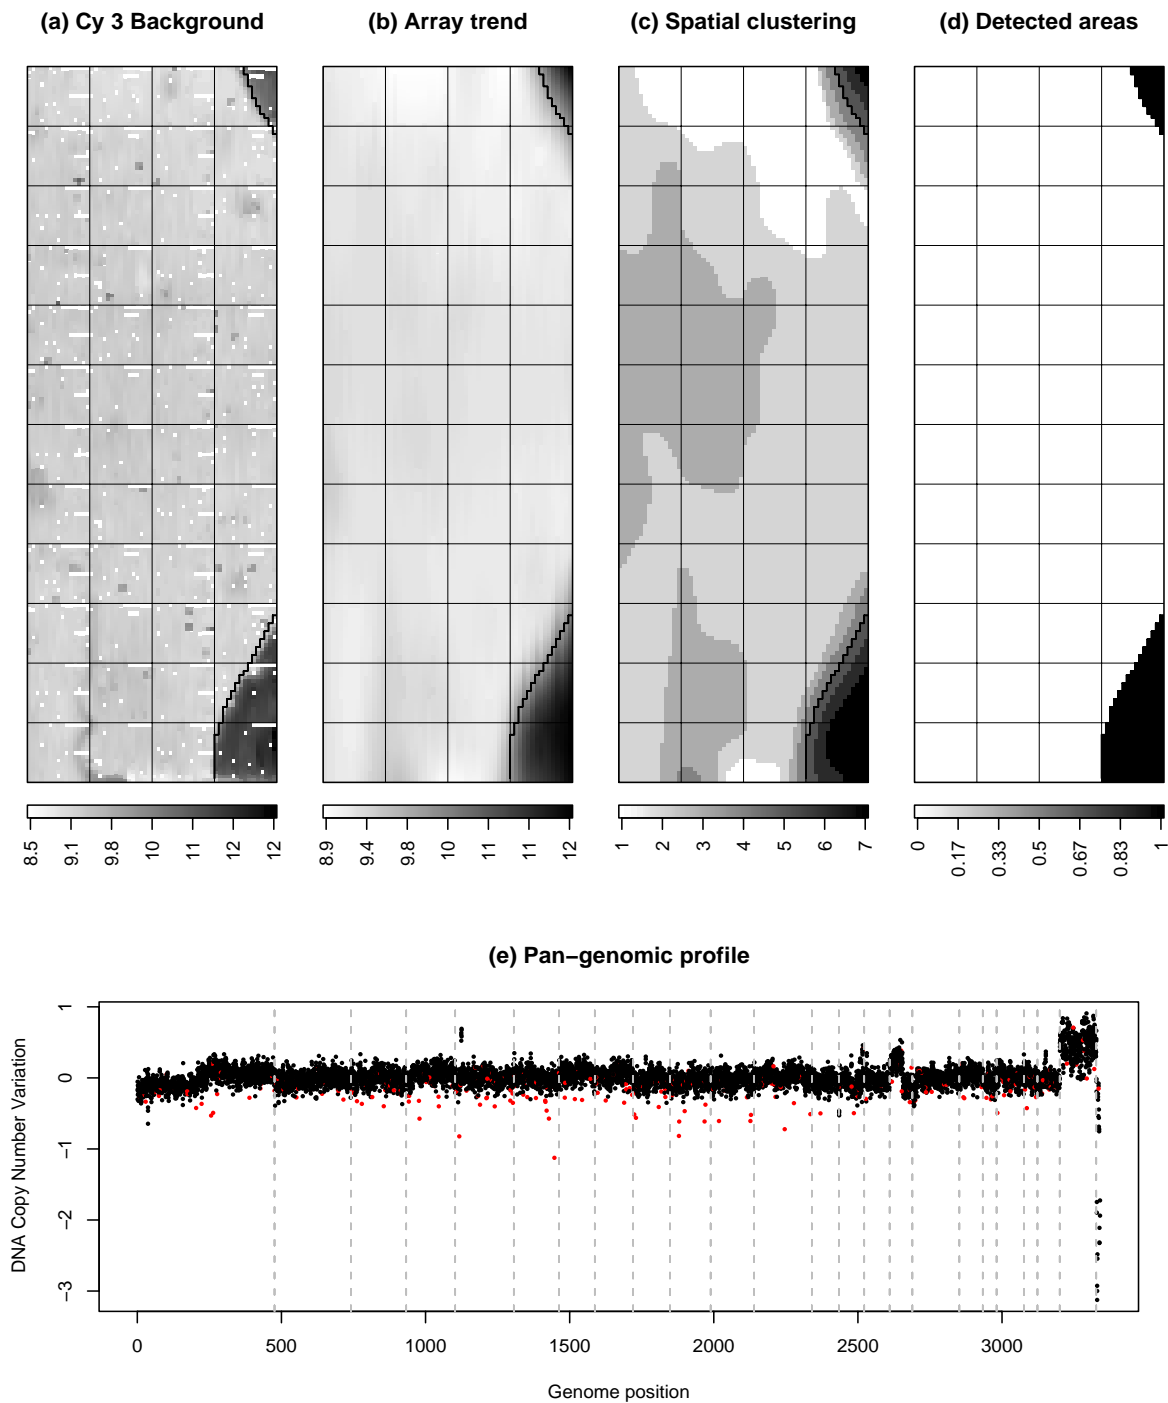 (a) Cy 3 Background
(b) Array trend
(c) Spatial clustering
(d) Detected areas
8.5 9.1 9.8 10 11 12 12
8.9 9.4 9.8 10 11 11 12
1 2 3 4 5 6 7
0 0.17 0.33 0.5 0.67 0.83 1
(e) Pan−genomic profile
DNA Copy Number Variation
1
0
−1
−2
−3
0 500 1000 1500 2000 2500 3000
Genome position